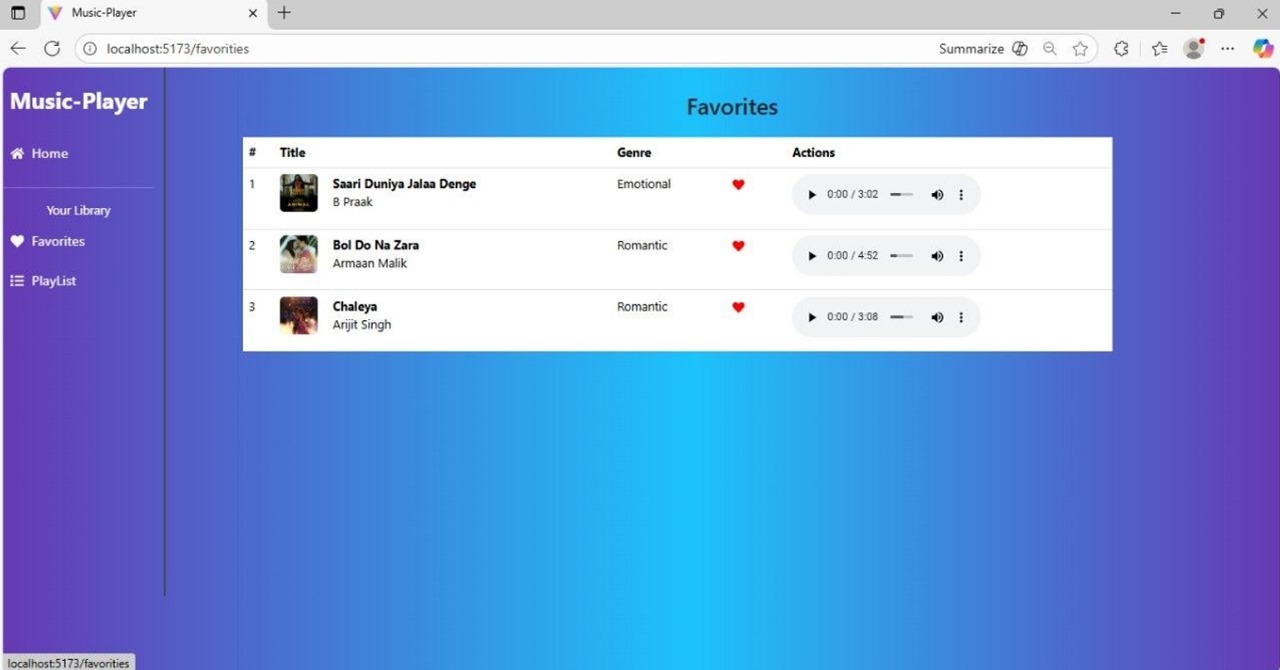 Music-Player
localhost:5173/favorities
Summarize
Music-Player
Home
Your Library
Favorites
PlayList
Favorites
# Title Genre Actions
1 Saari Duniya Jalaa Denge Emotional 0:00 / 3:02
B Praak
2 Bol Do Na Zara Romantic 0:00 / 4:52
Armaan Malik
3 Chaleya Romantic 0:00 / 3:08
Arijit Singh
localhost:5173/favorities